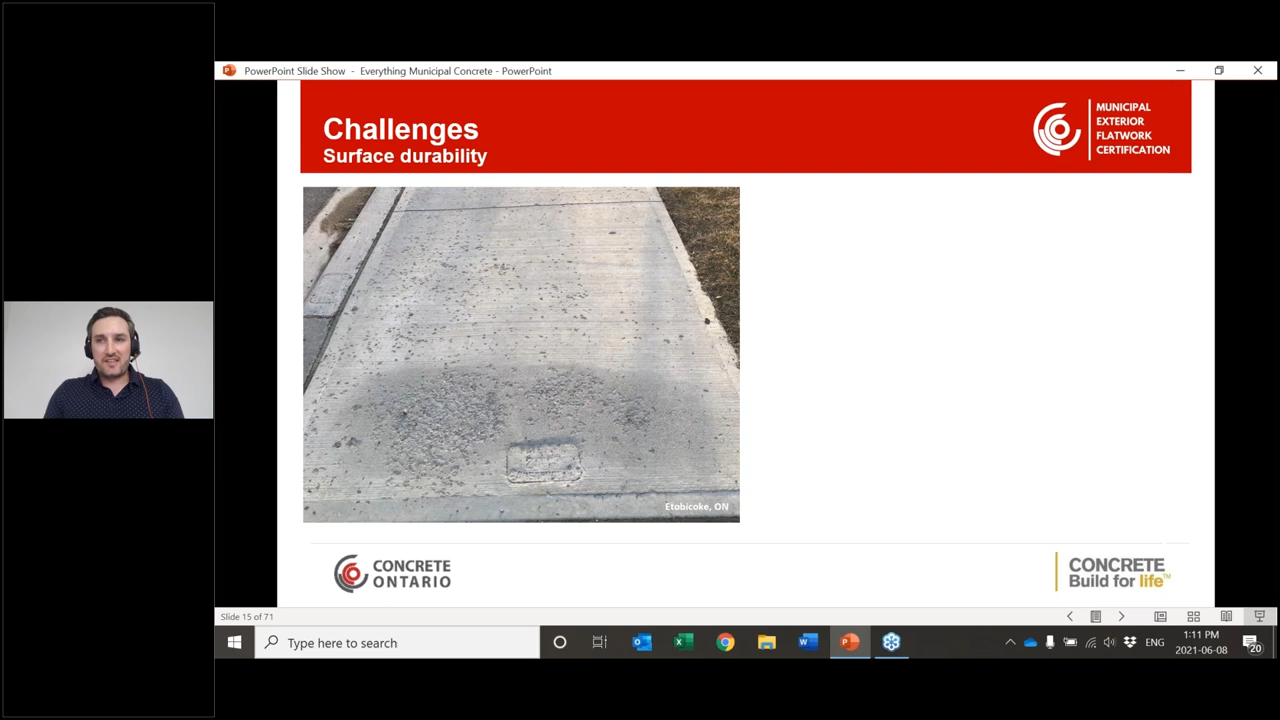 PowerPoint Slide Show - Everything Municipal Concrete - PowerPoint
Challenges
Surface durability
MUNICIPAL
EXTERIOR
FLATWORK
CERTIFICATION
Etobicoke, ON
CONCRETE
ONTARIO
CONCRETE
Build for life™
Slide 15 of 71
Type here to search
ENG
1:11 PM
2021-06-08
20